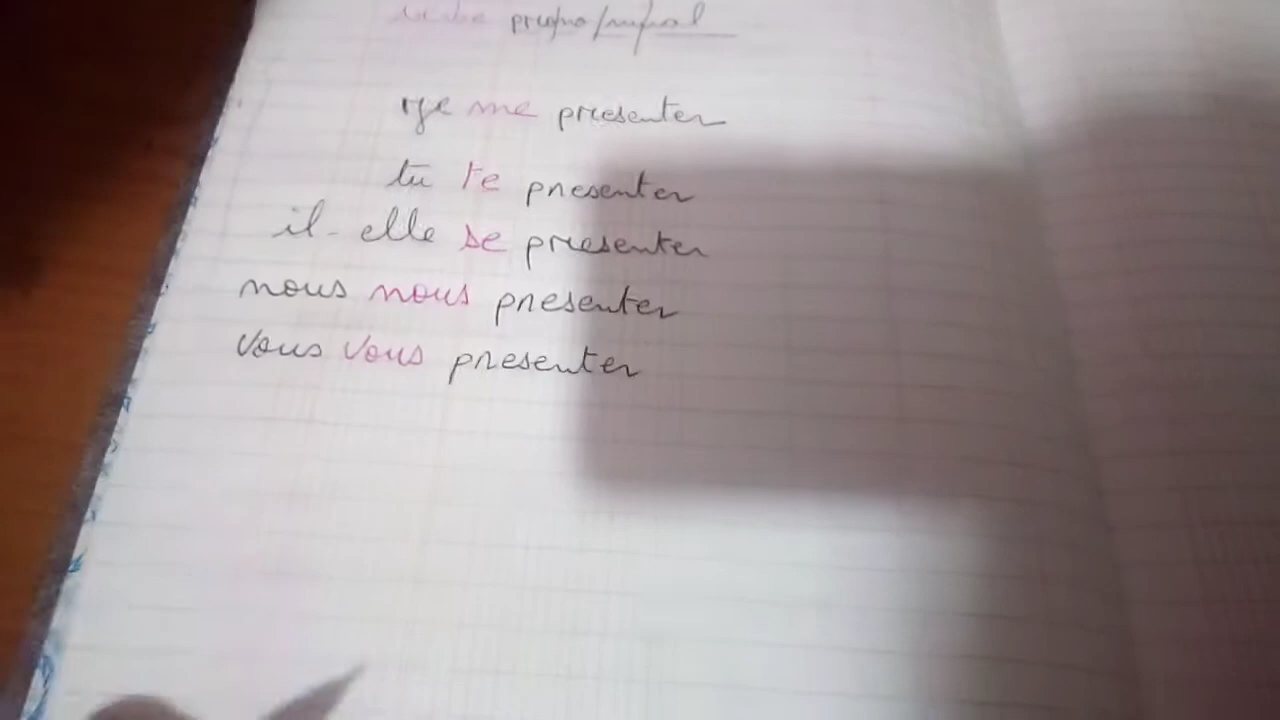 je me presenter
tu te presenter
il-elle se presenter
nous nous presenter
vous vous presenter